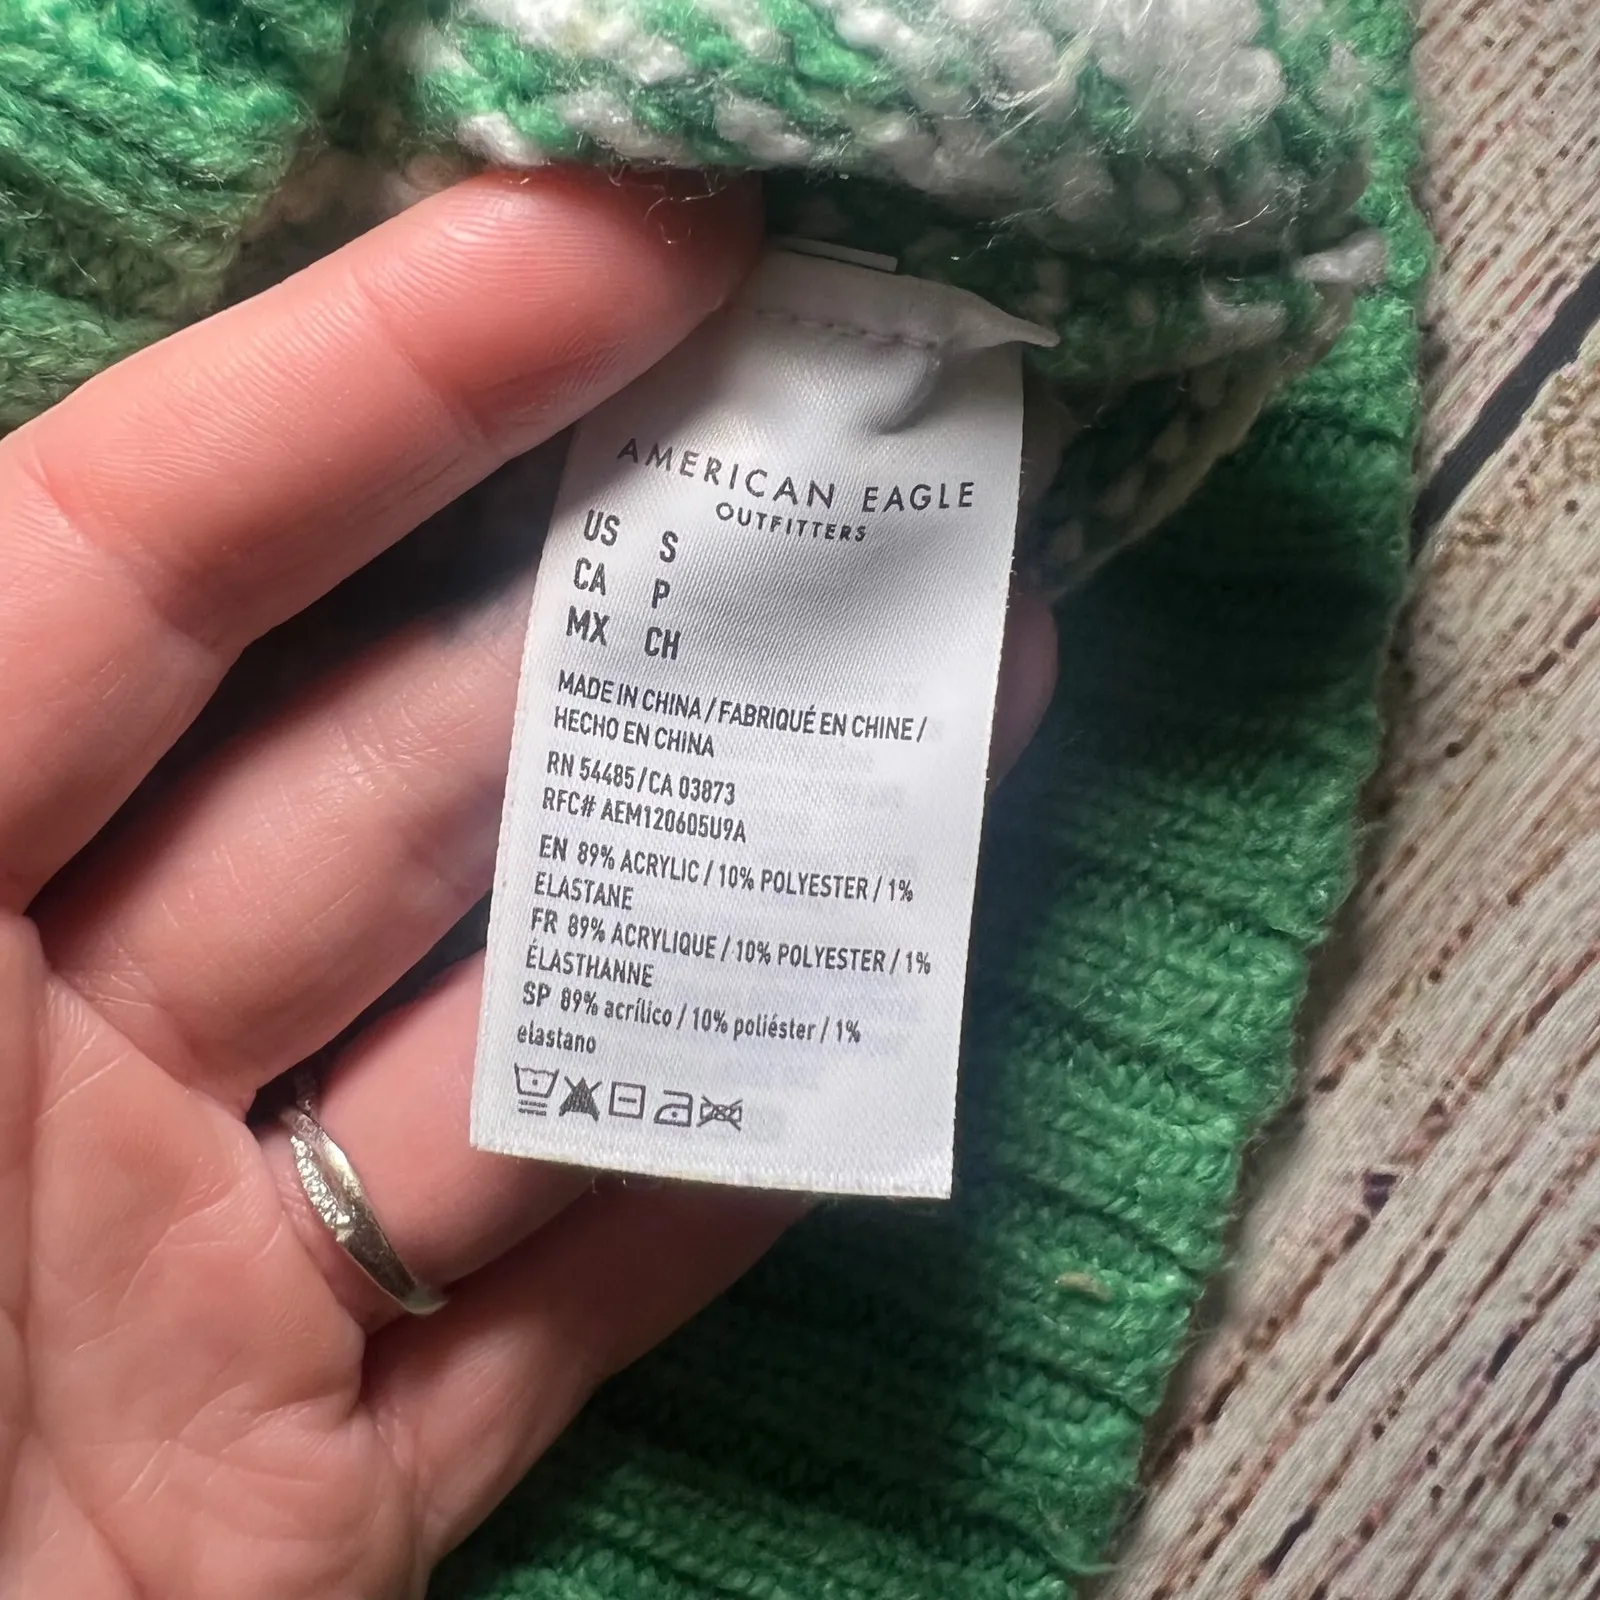 AMERICAN EAGLE
OUTFITTERS
US S
CA P
MX CH
MADE IN CHINA / FABRIQUÉ EN CHINE /
HECHO EN CHINA
RN 54485 / CA 03873
RFC# AEM120605U9A
EN 89% ACRYLIC / 10% POLYESTER / 1%
ELASTANE
FR 89% ACRYLIQUE / 10% POLYESTER / 1%
ÉLASTHANNE
SP 89% acrílico / 10% poliéster / 1%
elastano